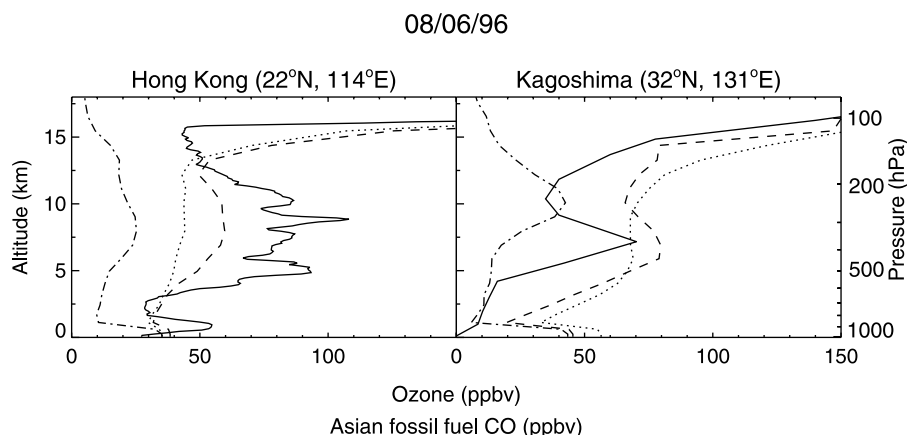 08/06/96
Hong Kong (22°N, 114°E)
Kagoshima (32°N, 131°E)
Altitude (km)
15
10
5
0
0
50
100
0
50
100
150
100
200
500
1000
Pressure (hPa)
Ozone (ppbv)
Asian fossil fuel CO (ppbv)